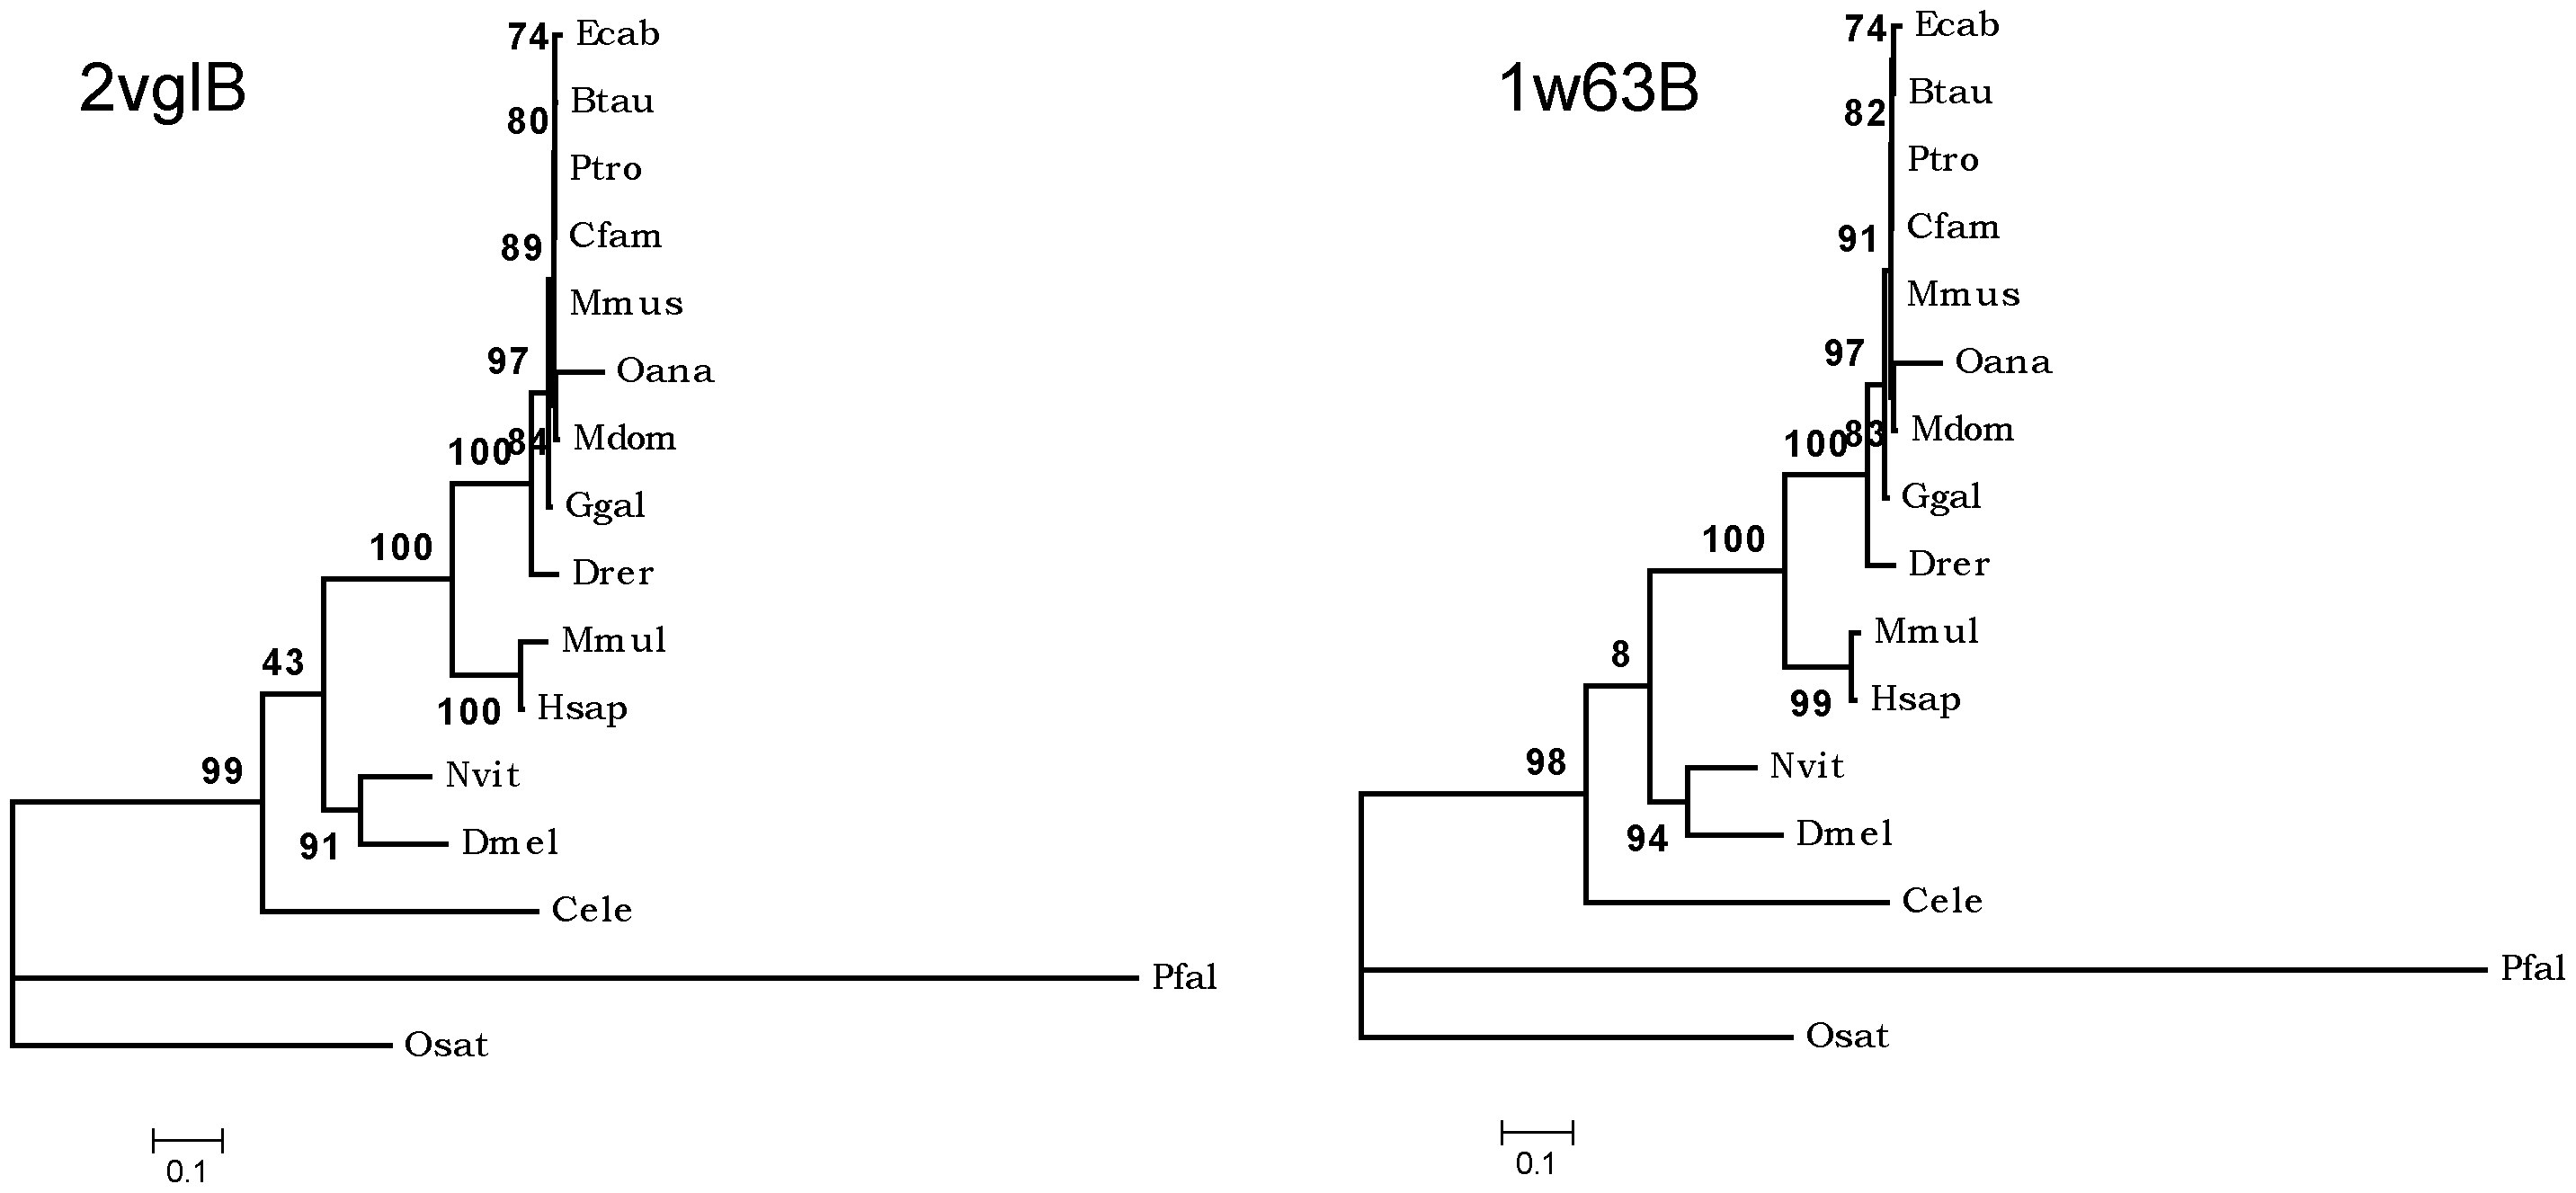 2vglB
74
Ecab
Btau
80
Ptro
Cfam
89
Mmus
97
Oana
Mdom
84
100
Ggal
100
Drer
Mmul
43
100
Hsap
99
Nvit
91
Dmel
Cele
Pfal
Osat
0.1
1w63B
74
Ecab
Btau
82
Ptro
Cfam
91
Mmus
97
Oana
Mdom
83
100
Ggal
100
Drer
Mmul
8
99
Hsap
98
Nvit
94
Dmel
Cele
Pfal
Osat
0.1